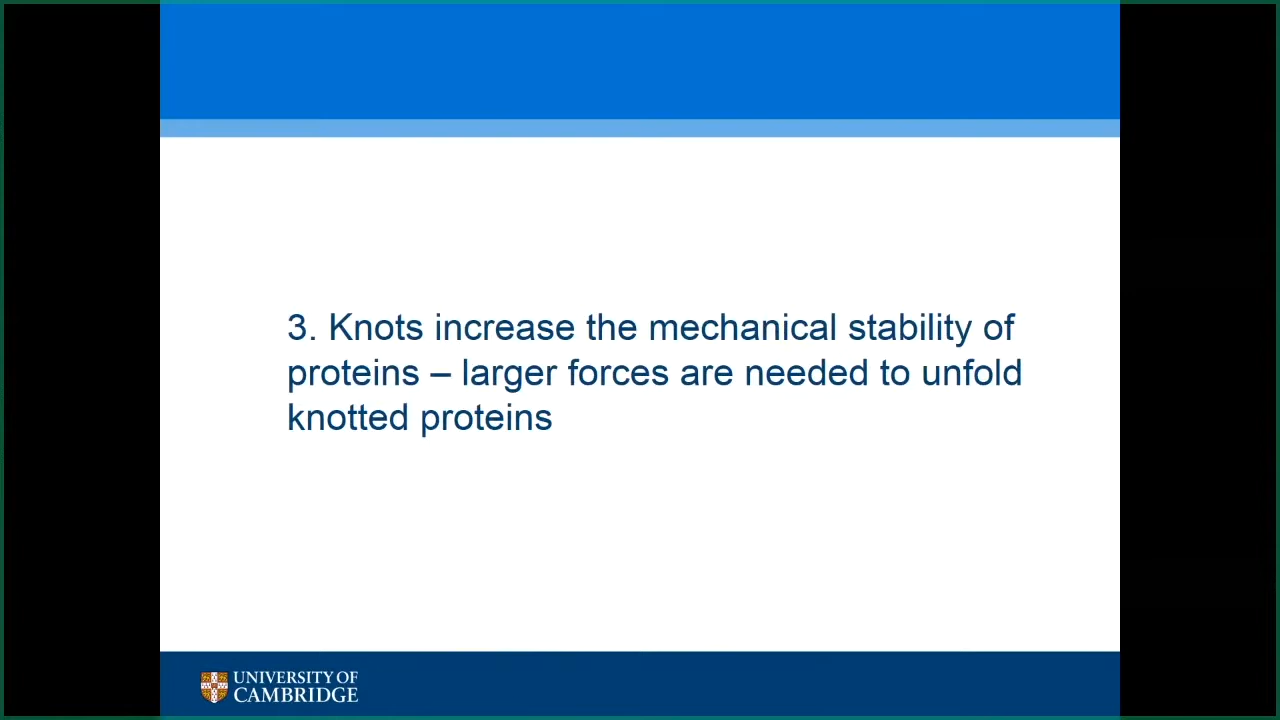 3. Knots increase the mechanical stability of
proteins – larger forces are needed to unfold
knotted proteins
UNIVERSITY OF
CAMBRIDGE